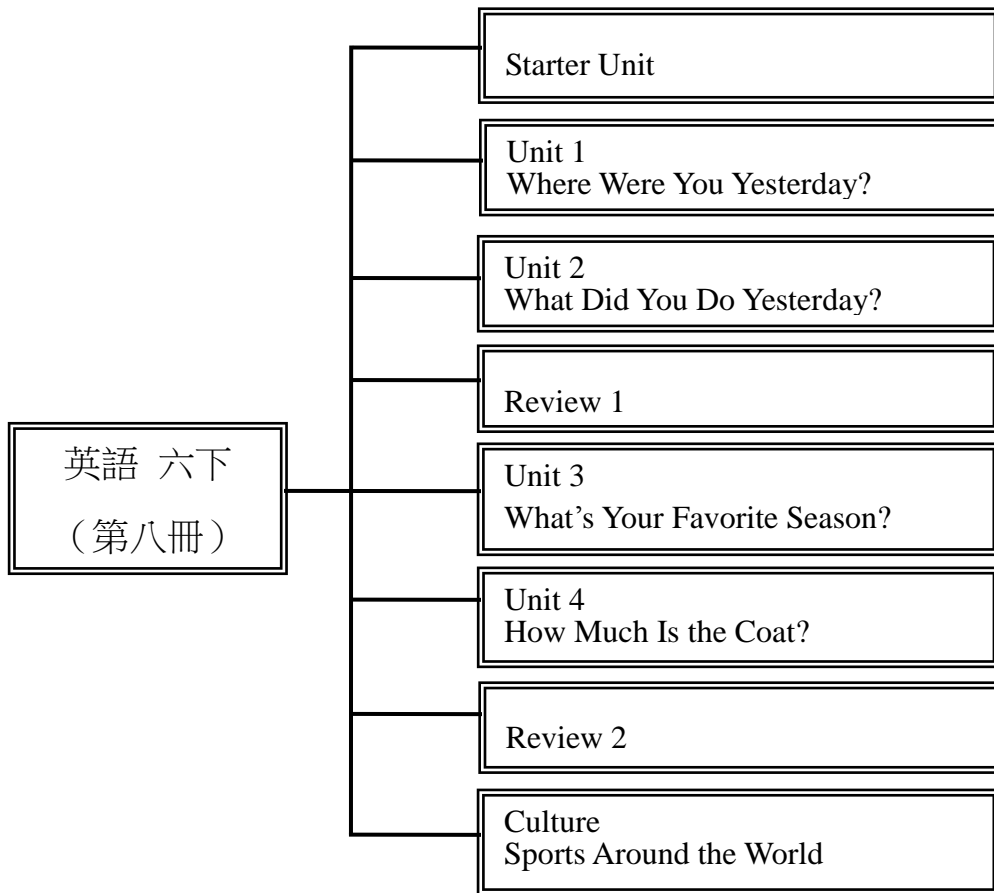 Starter Unit
Unit 1
Where Were You Yesterday?
Unit 2
What Did You Do Yesterday?
Review 1
英語 六下
（第八冊）
Unit 3
What’s Your Favorite Season?
Unit 4
How Much Is the Coat?
Review 2
Culture
Sports Around the World